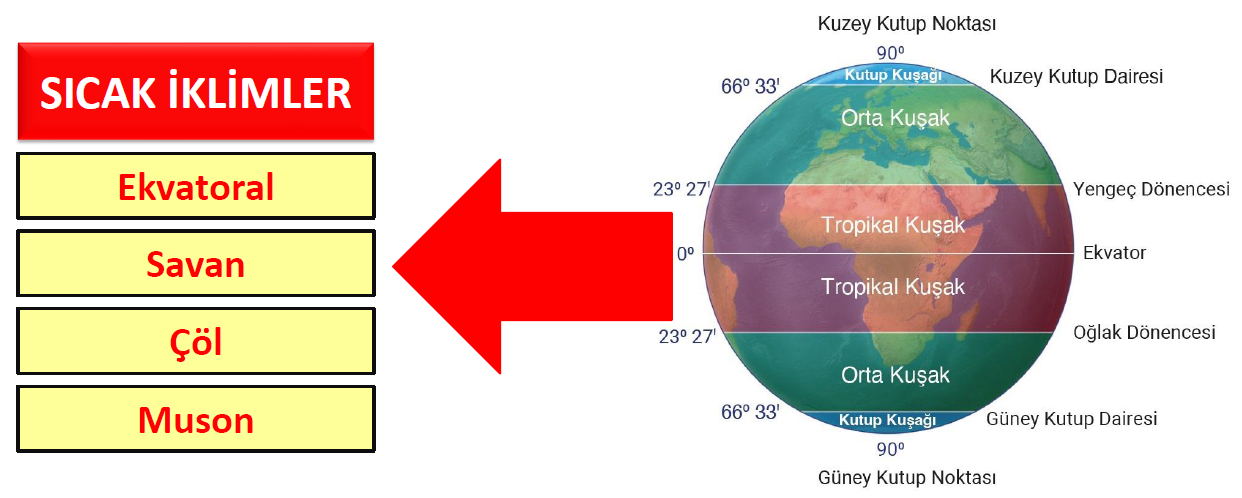 SICAK İKLİMLER
Ekvatoral
Savan
Çöl
Muson
Kuzey Kutup Noktası
90º
66º 33'
Kutup Kuşağı
Kuzey Kutup Dairesi
Orta Kuşak
23º 27'
Yengeç Dönencesi
Tropikal Kuşak
0º
Ekvator
Tropikal Kuşak
23º 27'
Oğlak Dönencesi
Orta Kuşak
66º 33'
Kutup Kuşağı
Güney Kutup Dairesi
90º
Güney Kutup Noktası